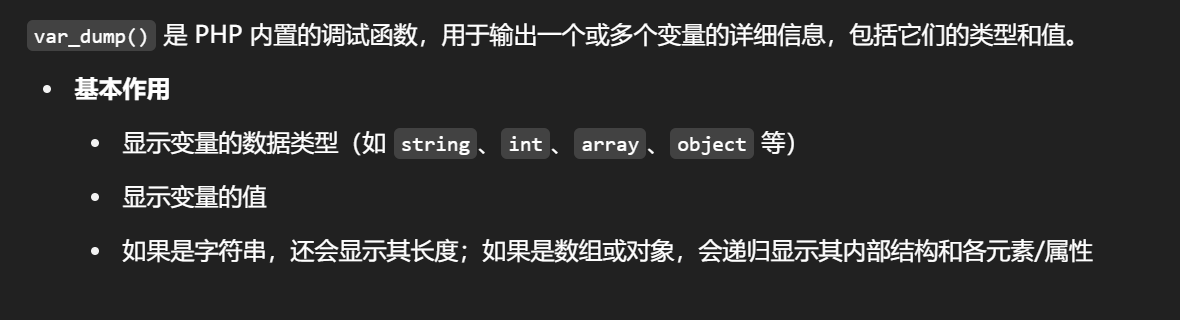 var_dump() 是 PHP 内置的调试函数，用于输出一个或多个变量的详细信息，包括它们的类型和值。
• 基本作用
• 显示变量的数据类型（如 string、int、array、object 等）
• 显示变量的值
• 如果是字符串，还会显示其长度；如果是数组或对象，会递归显示其内部结构和各元素/属性